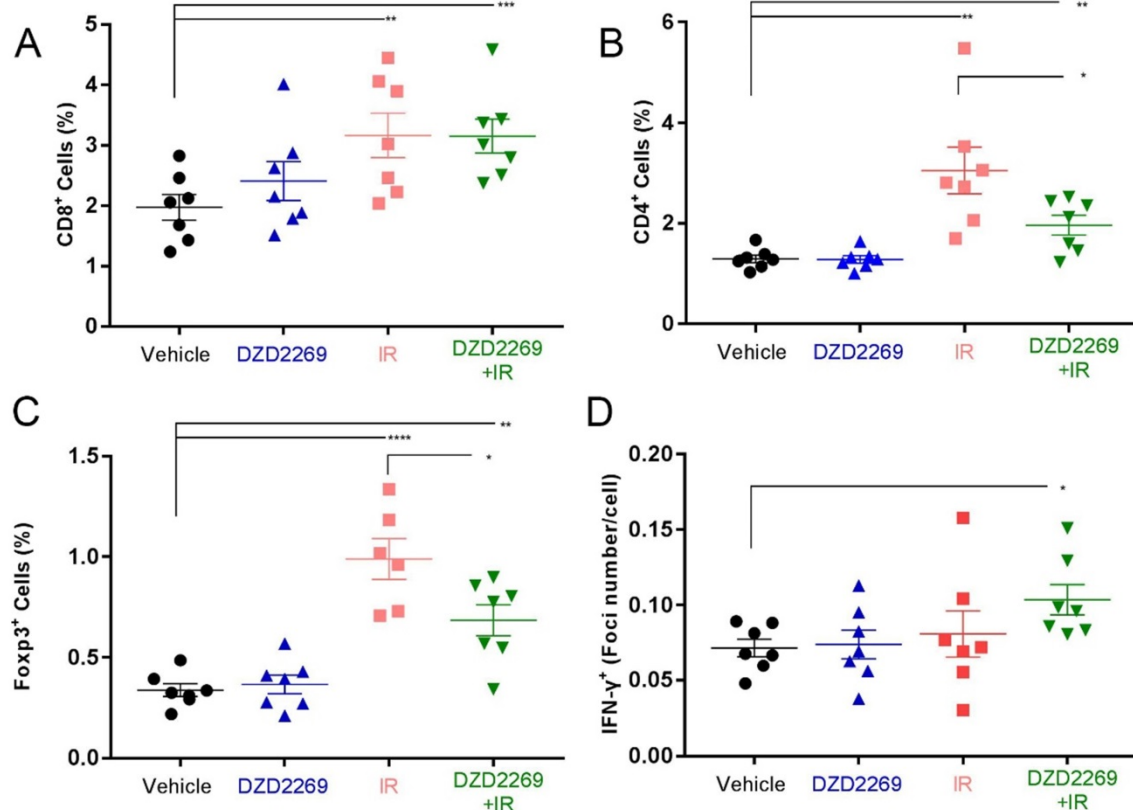 A
***
**
CD8⁺ Cells (%)
5
4
3
2
1
0
Vehicle
DZD2269
IR
DZD2269
+IR
B
**
**
*
CD4⁺ Cells (%)
6
4
2
0
Vehicle
DZD2269
IR
DZD2269
+IR
C
**
****
*
Foxp3⁺ Cells (%)
1.5
1.0
0.5
0.0
Vehicle
DZD2269
IR
DZD2269
+IR
D
*
IFN-γ⁺ (Foci number/cell)
0.20
0.15
0.10
0.05
0.00
Vehicle
DZD2269
IR
DZD2269
+IR